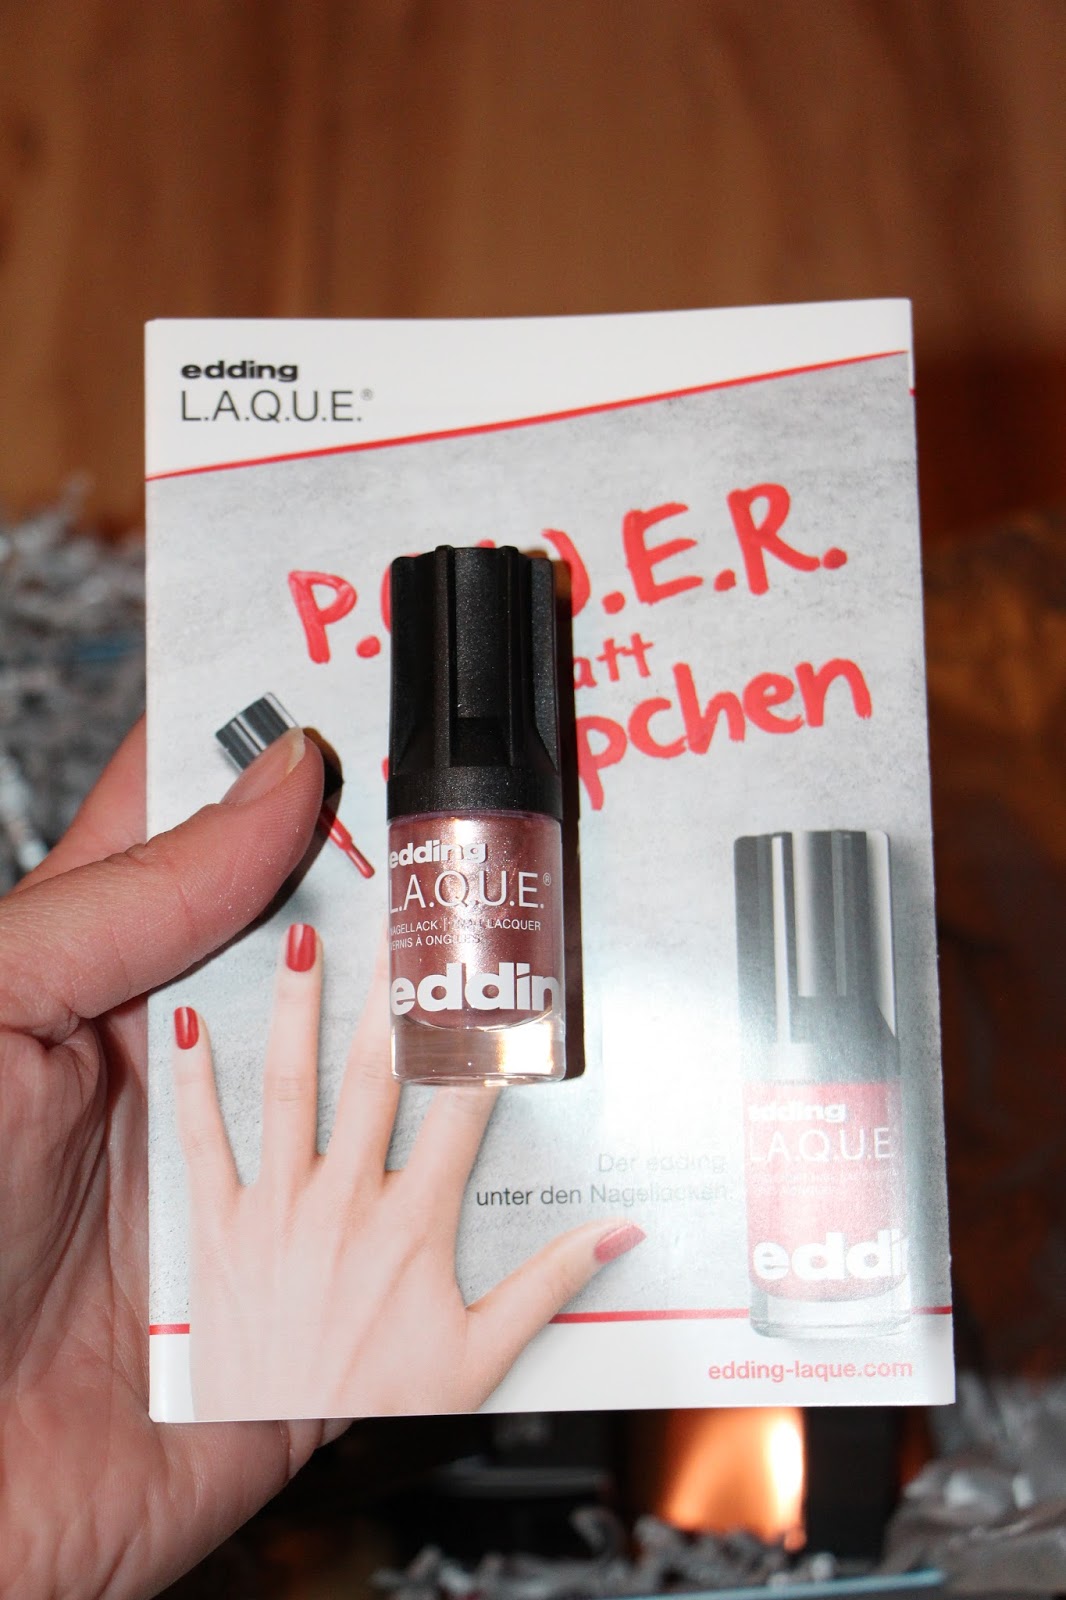 edding
L.A.Q.U.E.®
P. .E.R.
att
pchen
edding
L.A.Q.U.E.®
NAGELLACK | NAIL LACQUER
VERNIS À ONGLES
eddin
Der edding
unter den Nagellacken
edding
L.A.Q.U.E
eddi
edding-laque.com